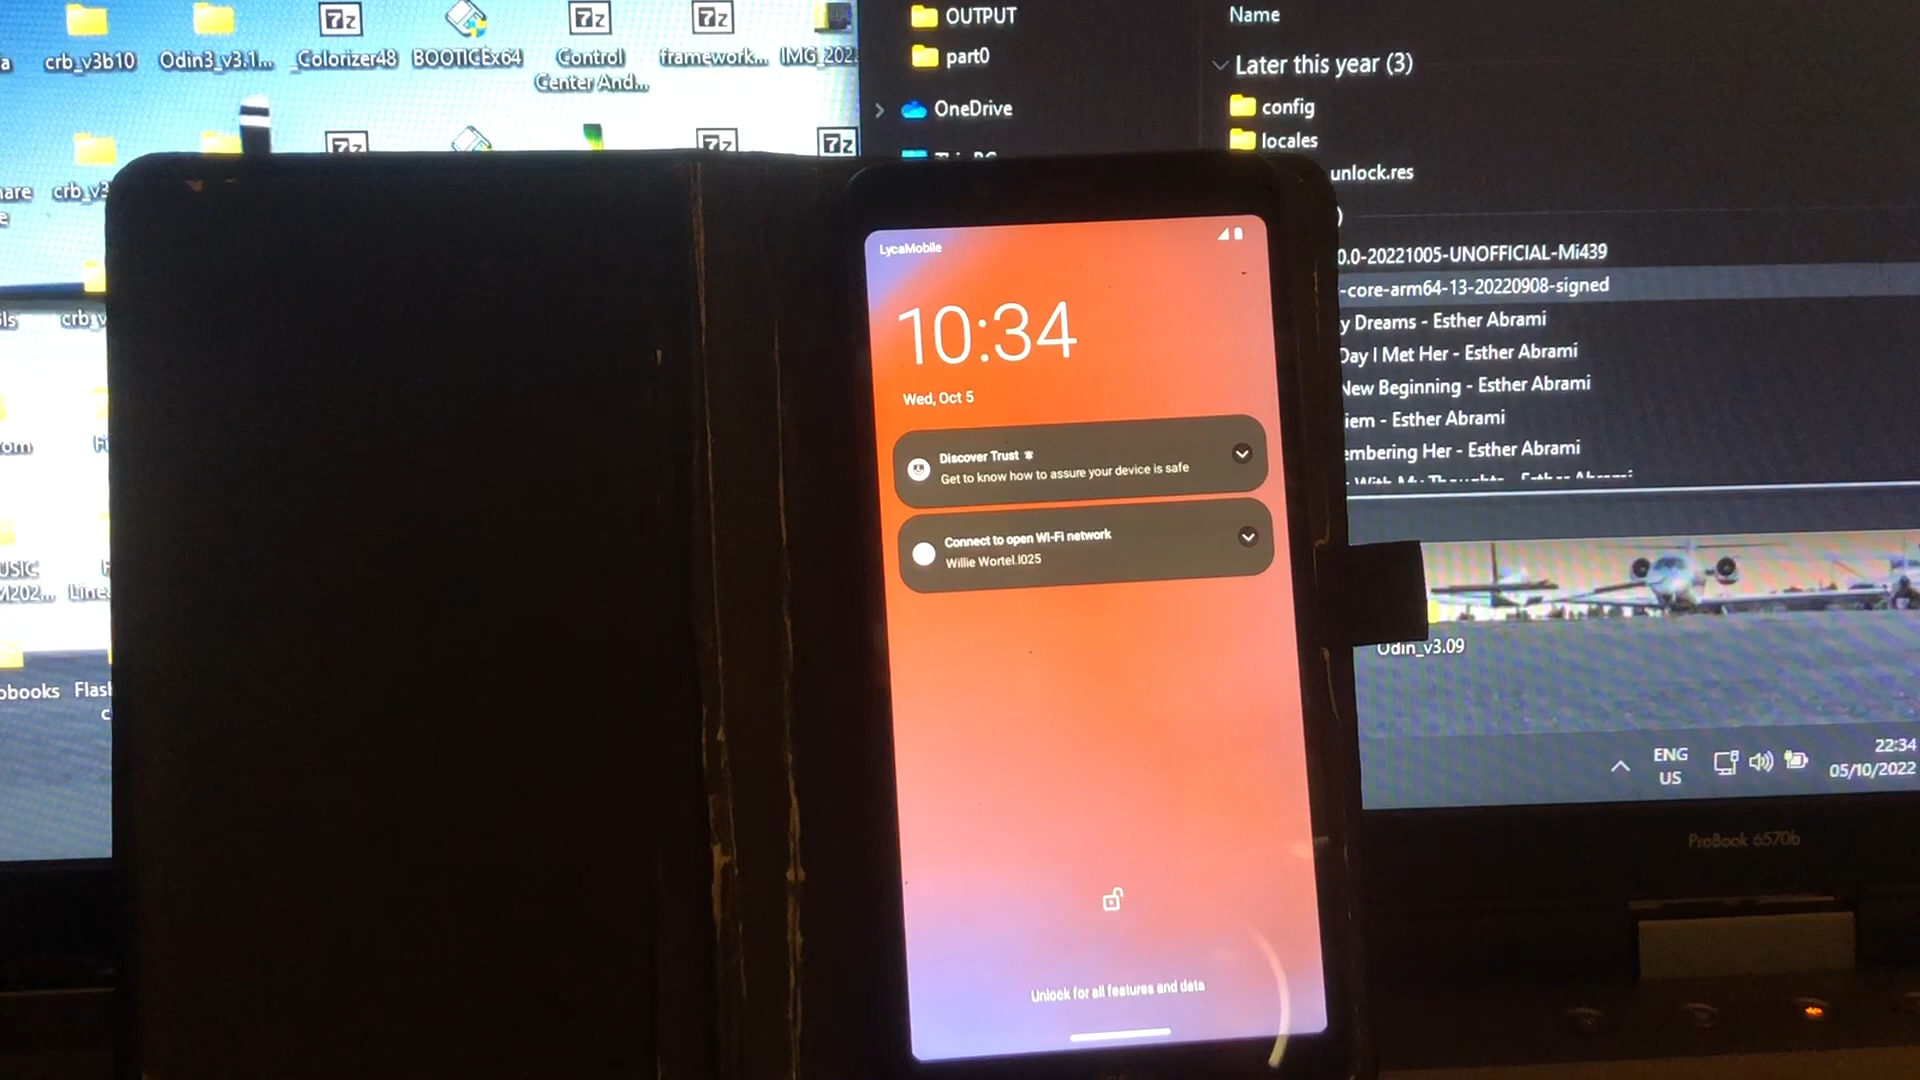 crb_v3b10
Odin3_v3.1...
_Colorizer48
BOOTICEx64
Control
Center And...
framework...
IMG_202
crb_v3
OUTPUT
part0
OneDrive
Name
Later this year (3)
config
locales
unlock.res
0.0-20221005-UNOFFICIAL-Mi439
-core-arm64-13-20220908-signed
y Dreams - Esther Abrami
Day I Met Her - Esther Abrami
New Beginning - Esther Abrami
iem - Esther Abrami
embering Her - Esther Abrami
LycaMobile
10:34
Wed, Oct 5
Discover Trust
Get to know how to assure your device is safe
Connect to open Wi-Fi network
Willie Wortel.I025
Unlock for all features and data
Odin_v3.09
ENG
US
22:34
05/10/2022
ProBook 6570b